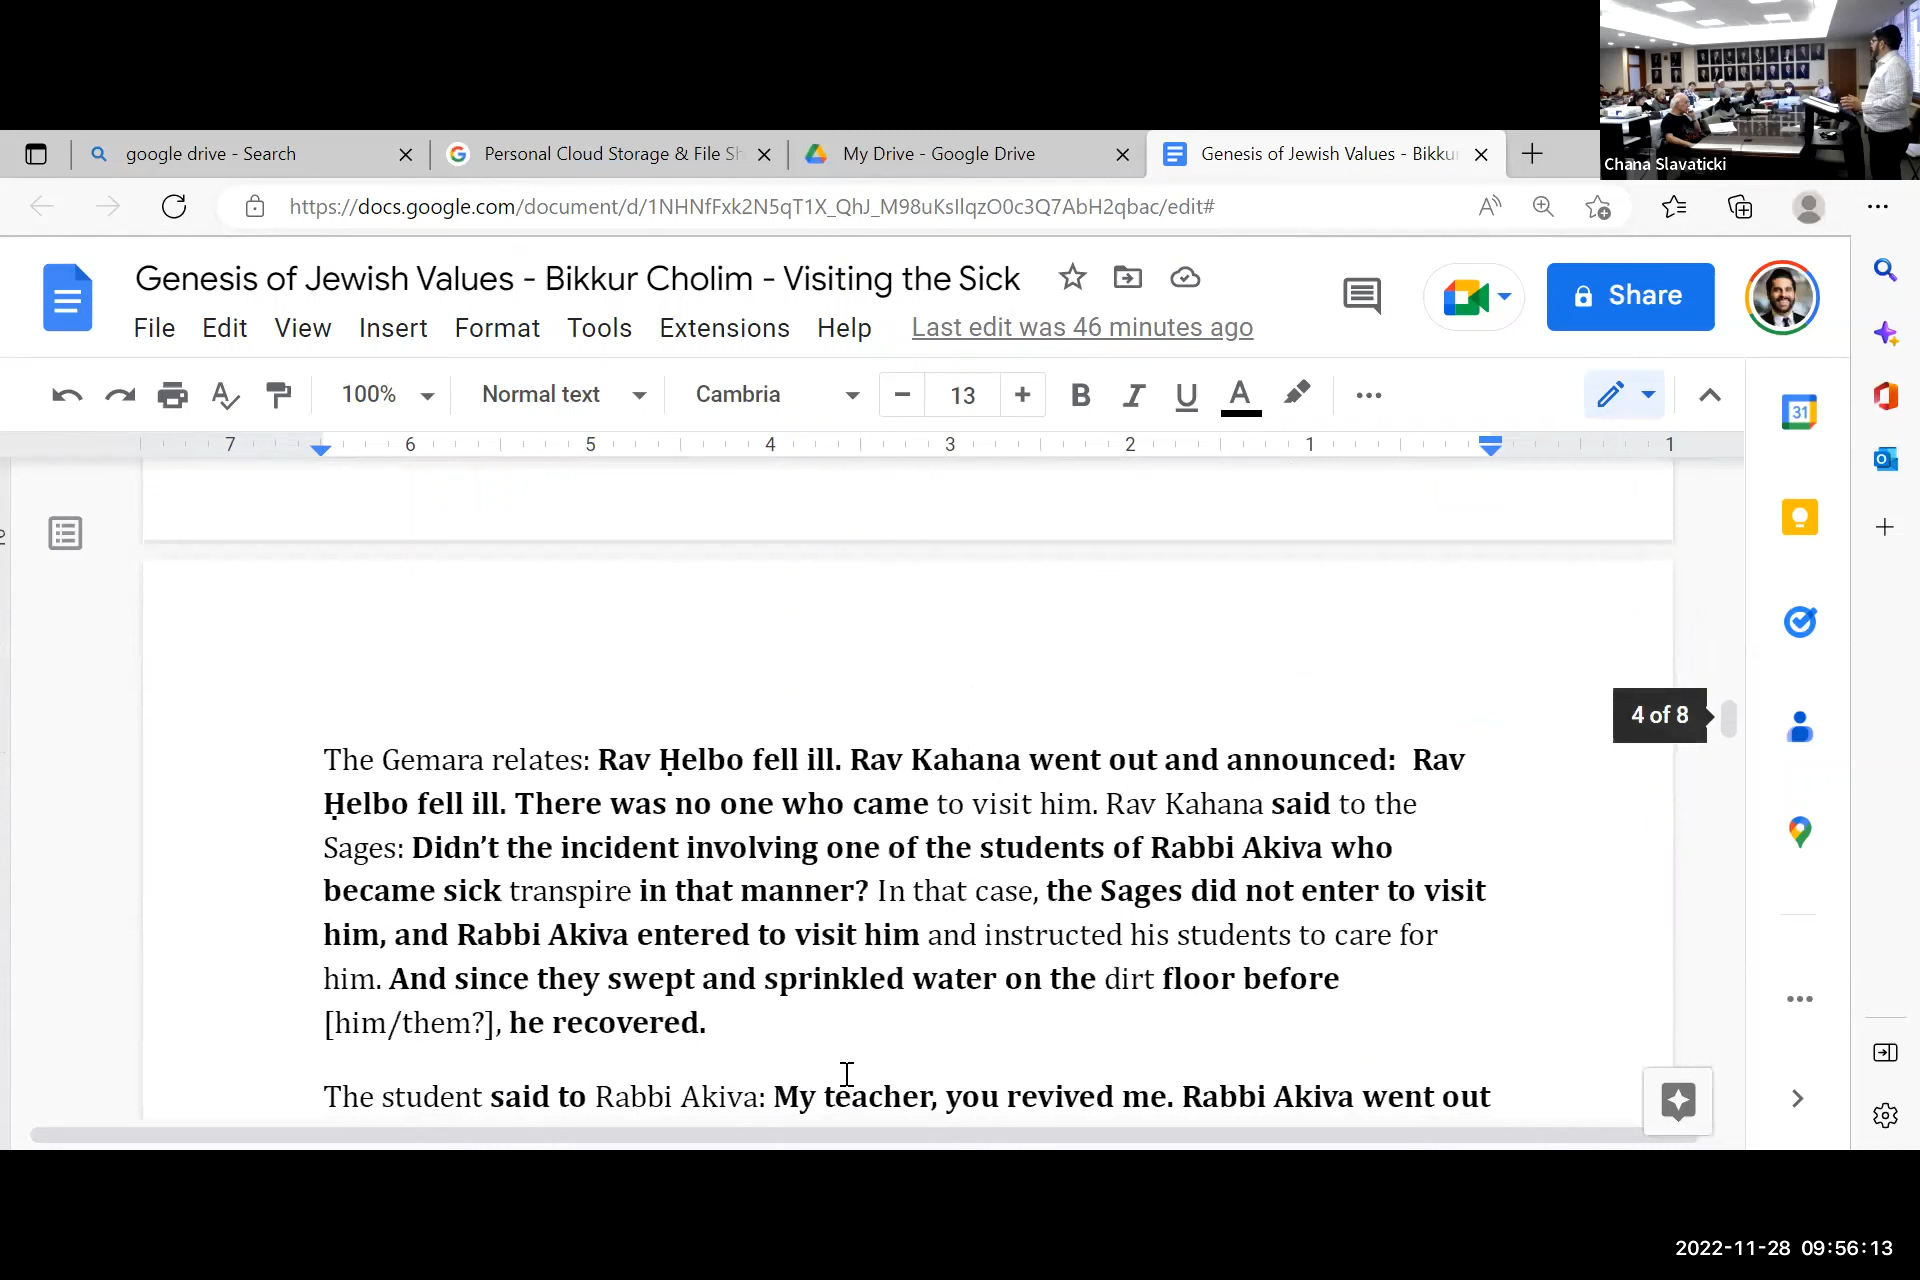 google drive - Search
Personal Cloud Storage & File Sh
My Drive - Google Drive
Genesis of Jewish Values - Bikku
Chana Slavaticki
https://docs.google.com/document/d/1NHNfFxk2N5qT1X_QhJ_M98uKsIlqzO0c3Q7AbH2qbac/edit#
Genesis of Jewish Values - Bikkur Cholim - Visiting the Sick
Share
File Edit View Insert Format Tools Extensions Help Last edit was 46 minutes ago
100% Normal text Cambria − 13 + B I U A
7 6 5 4 3 2 1 1
31
4 of 8
The Gemara relates: Rav Ḥelbo fell ill. Rav Kahana went out and announced: Rav
Ḥelbo fell ill. There was no one who came to visit him. Rav Kahana said to the
Sages: Didn’t the incident involving one of the students of Rabbi Akiva who
became sick transpire in that manner? In that case, the Sages did not enter to visit
him, and Rabbi Akiva entered to visit him and instructed his students to care for
him. And since they swept and sprinkled water on the dirt floor before
[him/them?], he recovered.
The student said to Rabbi Akiva: My teacher, you revived me. Rabbi Akiva went out
2022-11-28 09:56:13